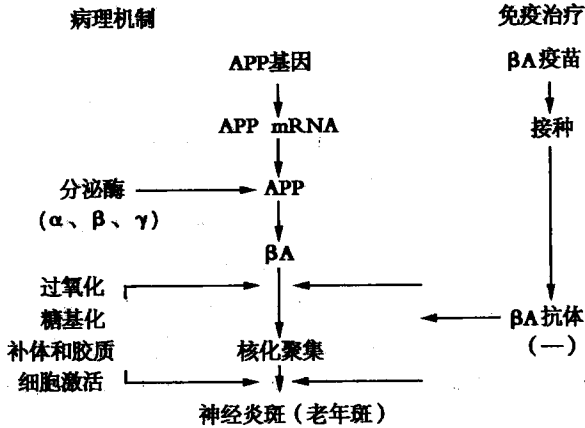 病理机制
免疫治疗
APP基因
βA疫苗
APP mRNA
接种
分泌酶
APP
(α、β、γ)
βA
过氧化
糖基化
βA抗体
补体和胶质
核化聚集
(—)
细胞激活
神经炎斑(老年斑)